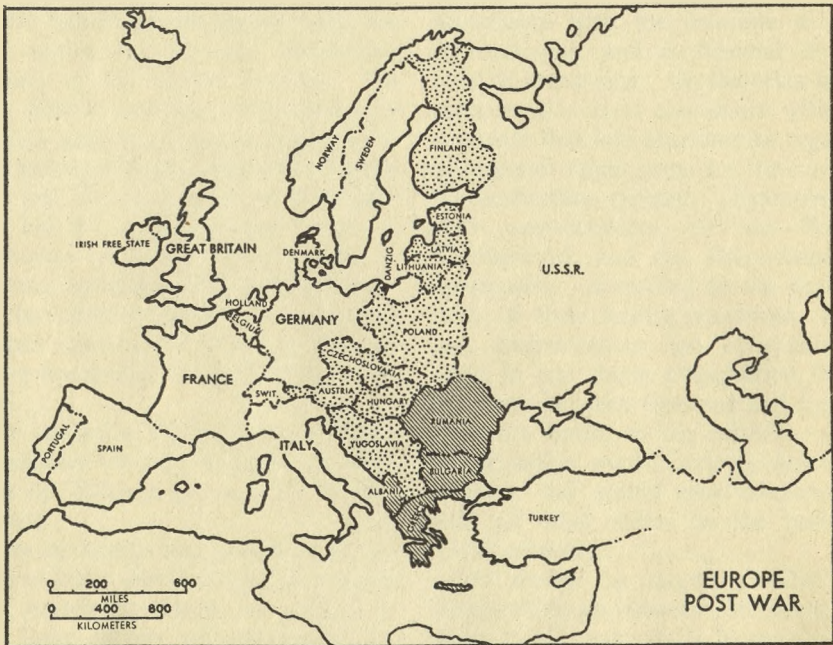 NORWAY
SWEDEN
FINLAND
ESTONIA
IRISH FREE STATE
GREAT BRITAIN
DENMARK
DANZIG
LATVIA
LITHUANIA
U.S.S.R.
HOLLAND
BELGIUM
GERMANY
POLAND
CZECHOSLOVAKIA
FRANCE
SWIT.
AUSTRIA
HUNGARY
RUMANIA
PORTUGAL
SPAIN
ITALY
YUGOSLAVIA
BULGARIA
ALBANIA
TURKEY
0 200 600
MILES
0 400 800
KILOMETERS
EUROPE
POST WAR